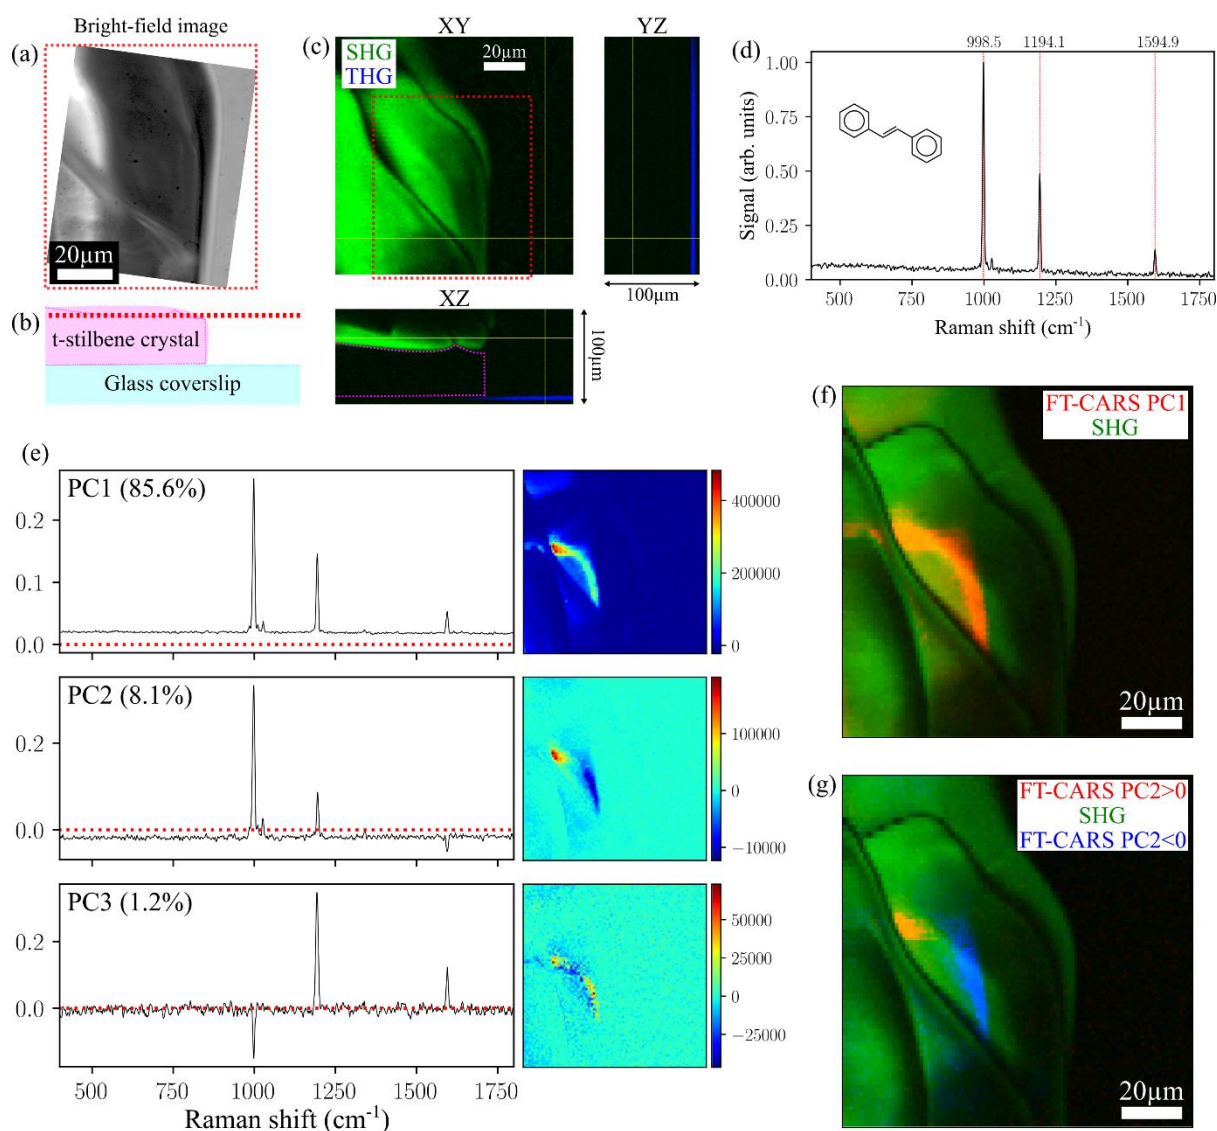 (a)
Bright-field image
20µm
(b)
t-stilbene crystal
Glass coverslip
(c)
XY
YZ
SHG
THG
20µm
100µm
XZ
100µm
(d)
998.5
1194.1
1594.9
Signal (arb. units)
1.00
0.75
0.50
0.25
0.00
500
750
1000
1250
1500
1750
Raman shift (cm⁻¹)
(e)
PC1 (85.6%)
0.2
0.1
0.0
400000
200000
0
PC2 (8.1%)
0.2
0.0
100000
0
−100000
PC3 (1.2%)
0.2
0.0
50000
25000
0
−25000
500
750
1000
1250
1500
1750
Raman shift (cm⁻¹)
(f)
FT-CARS PC1
SHG
20µm
(g)
FT-CARS PC2>0
SHG
FT-CARS PC2<0
20µm